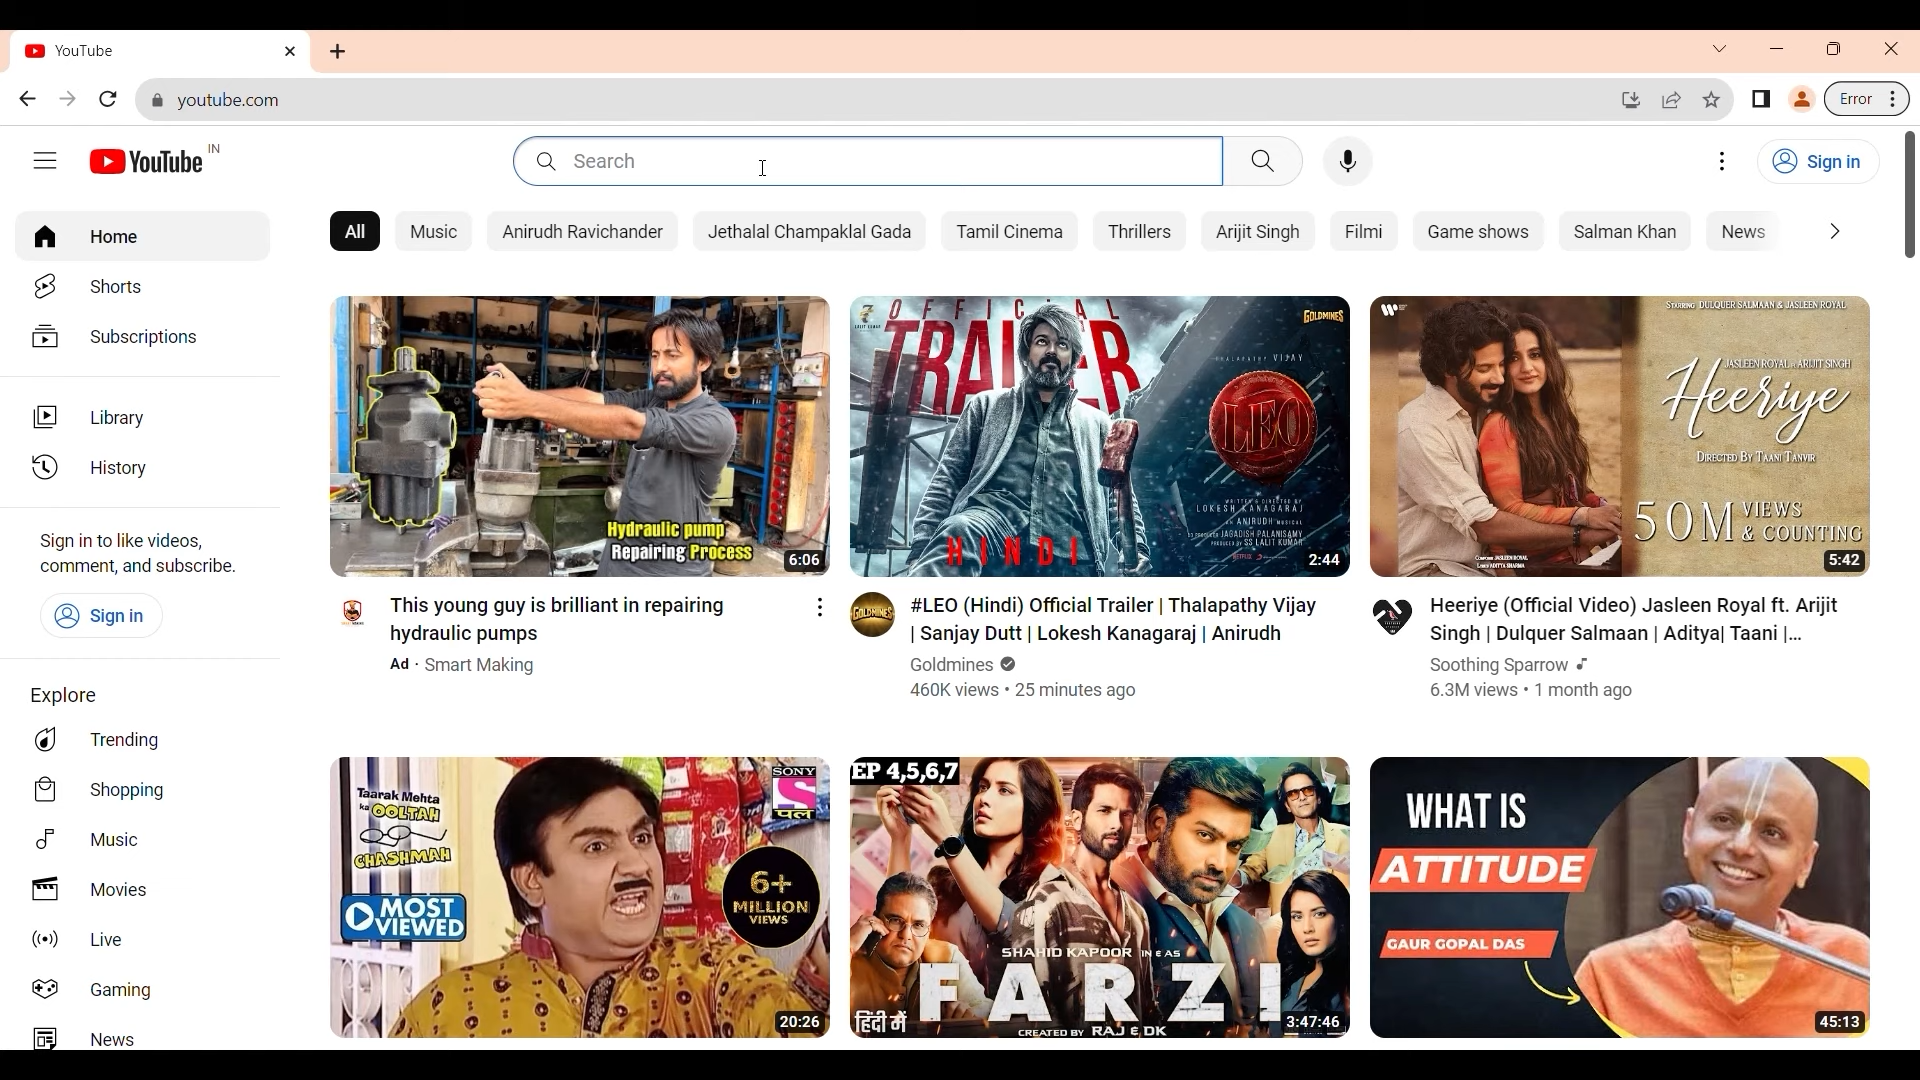 YouTube
youtube.com
Error
YouTube IN
Search
Sign in
Home
Shorts
Subscriptions
Library
History
Sign in to like videos,
comment, and subscribe.
Sign in
Explore
Trending
Shopping
Music
Movies
Live
Gaming
News
All Music Anirudh Ravichander Jethalal Champaklal Gada Tamil Cinema Thrillers Arijit Singh Filmi Game shows Salman Khan News
Hydraulic pump
Repairing Process
6:06
This young guy is brilliant in repairing
hydraulic pumps
Ad · Smart Making
OFFICIAL
TRAILER
GOLDMINES
THALAPATHY VIJAY
LEO
WRITTEN & DIRECTED BY
LOKESH KANAGARAJ
AN ANIRUDH MUSICAL
HINDI
2:44
GOLDMINES
#LEO (Hindi) Official Trailer | Thalapathy Vijay
| Sanjay Dutt | Lokesh Kanagaraj | Anirudh
Goldmines
460K views • 25 minutes ago
STARRING DULQUER SALMAAN & JASLEEN ROYAL
JASLEEN ROYAL ARIJIT SINGH
Heeriye
DIRECTED BY TAANI TANVIR
50M VIEWS
& COUNTING
5:42
Heeriye (Official Video) Jasleen Royal ft. Arijit
Singh | Dulquer Salmaan | Aditya| Taani |...
Soothing Sparrow
6.3M views • 1 month ago
Taarak Mehta
ka OOLTAH
CHASHMAH
MOST
VIEWED
SONY
S
पल
6+
MILLION
VIEWS
20:26
EP 4,5,6,7
SHAHID KAPOOR IN & AS
FARZI
हिंदी में
CREATED BY RAJ & DK
3:47:46
WHAT IS
ATTITUDE
GAUR GOPAL DAS
45:13